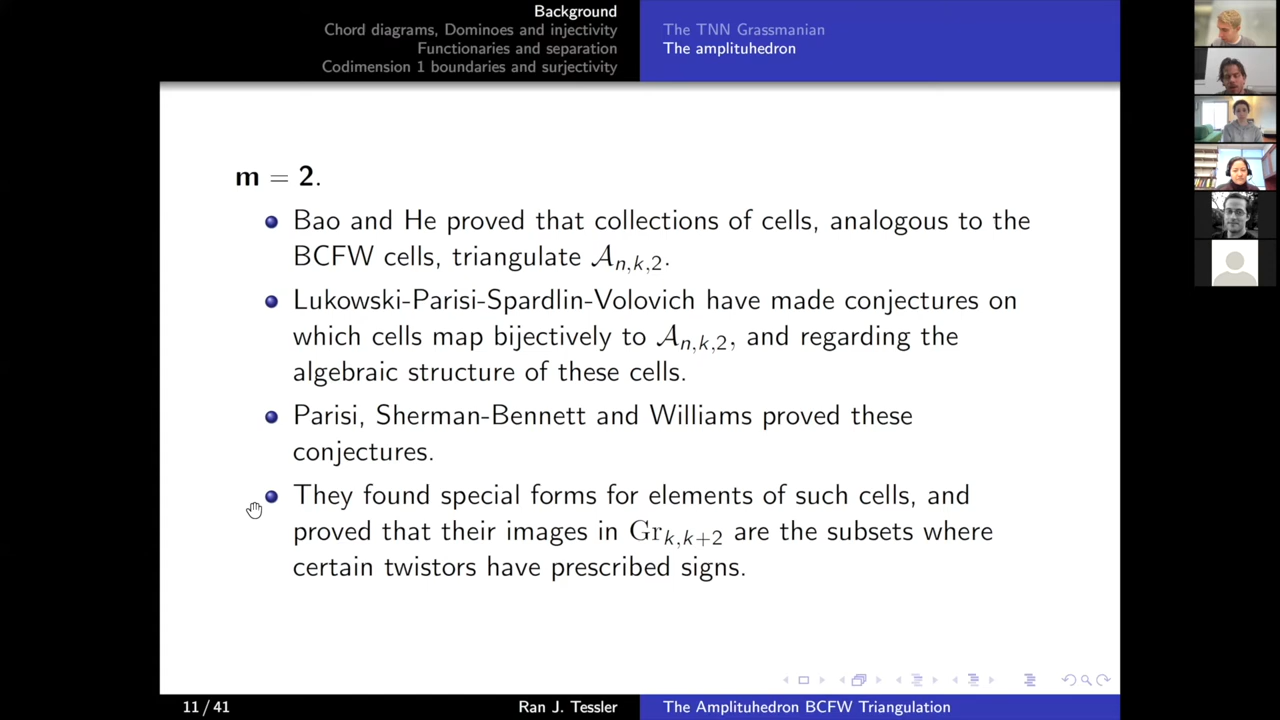 Background
Chord diagrams, Dominoes and injectivity
Functionaries and separation
Codimension 1 boundaries and surjectivity
The TNN Grassmanian
The amplituhedron
m = 2.
Bao and He proved that collections of cells, analogous to the
BCFW cells, triangulate 𝒜n,k,2.
Lukowski-Parisi-Spardlin-Volovich have made conjectures on
which cells map bijectively to 𝒜n,k,2, and regarding the
algebraic structure of these cells.
Parisi, Sherman-Bennett and Williams proved these
conjectures.
They found special forms for elements of such cells, and
proved that their images in Grk,k+2 are the subsets where
certain twistors have prescribed signs.
11 / 41
Ran J. Tessler
The Amplituhedron BCFW Triangulation